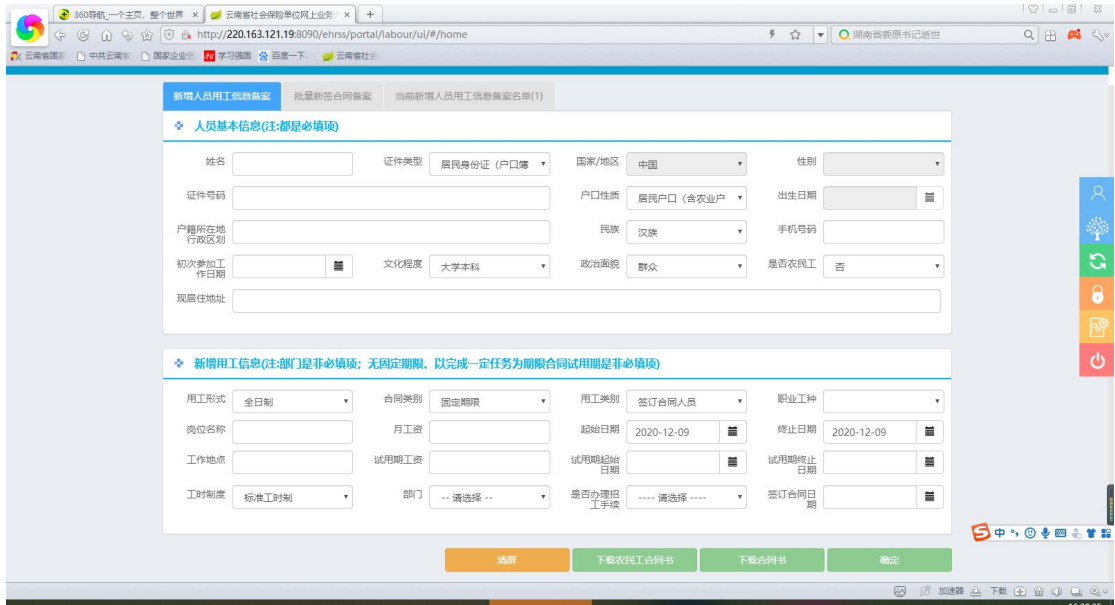 360导航_一个主页，整个世界 × 云南省社会保险单位网上业务 × +
http://220.163.121.19:8090/ehrss/portal/labour/ui/#/home 湖南省委原书记逝世
云南省国 中共云南省 国家企业信 学习强国 百度一下. 云南省社会
新增人员用工信息备案 批量新签合同备案 当前新增人员用工信息备案名单(1)
人员基本信息(注:都是必填项)
姓名 证件类型 居民身份证（户口簿 国家/地区 中国 性别
证件号码 户口性质 居民户口（含农业户 出生日期
户籍所在地行政区划 民族 汉族 手机号码
初次参加工作日期 文化程度 大学本科 政治面貌 群众 是否农民工 否
现居住地址
新增用工信息(注:部门是非必填项；无固定期限、以完成一定任务为期限合同试用期是非必填项)
用工形式 全日制 合同类别 固定期限 用工类别 签订合同人员 职业工种
岗位名称 月工资 起始日期 2020-12-09 终止日期 2020-12-09
工作地点 试用期工资 试用期起始日期 试用期终止日期
工时制度 标准工时制 部门 -- 请选择 -- 是否办理招工手续 ---- 请选择 ---- 签订合同日期
中
清屏 下载农民工合同书 下载合同书 确定
加速器 下载